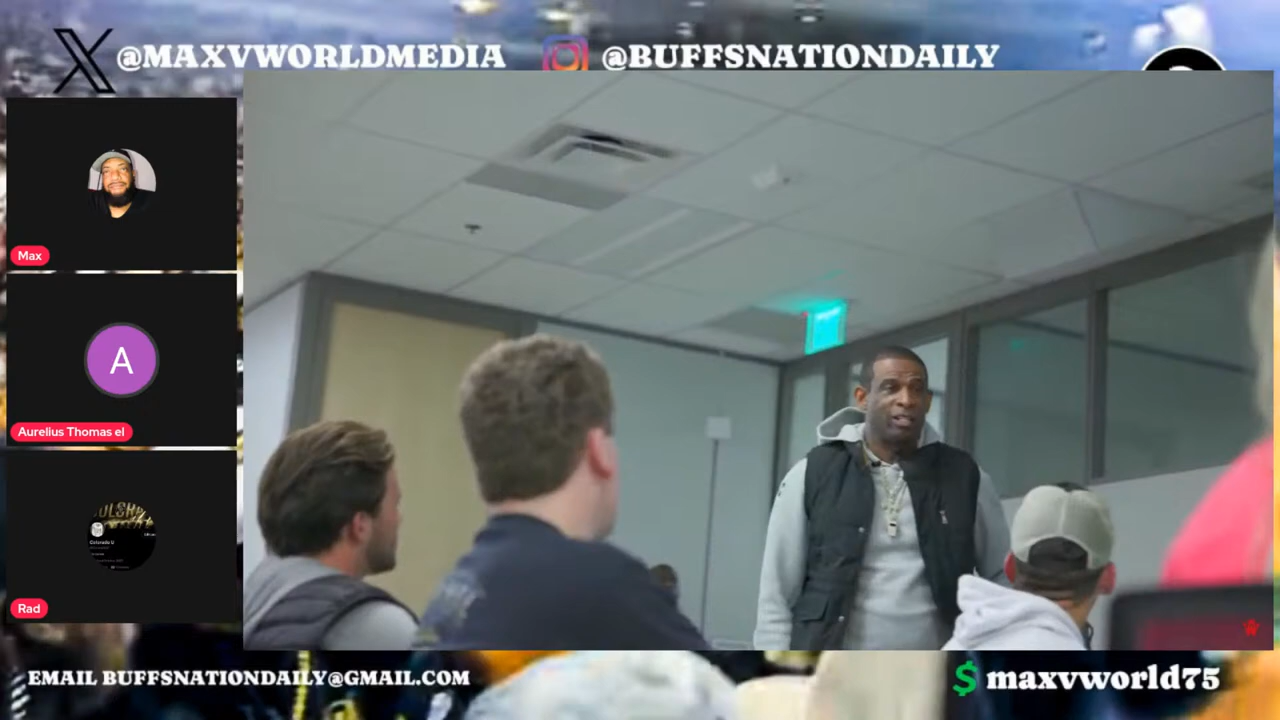 @MAXVWORLDMEDIA
@BUFFSNATIONDAILY
Max
A
Aurelius Thomas el
Rad
EMAIL BUFFSNATIONDAILY@GMAIL.COM
$ maxvworld75